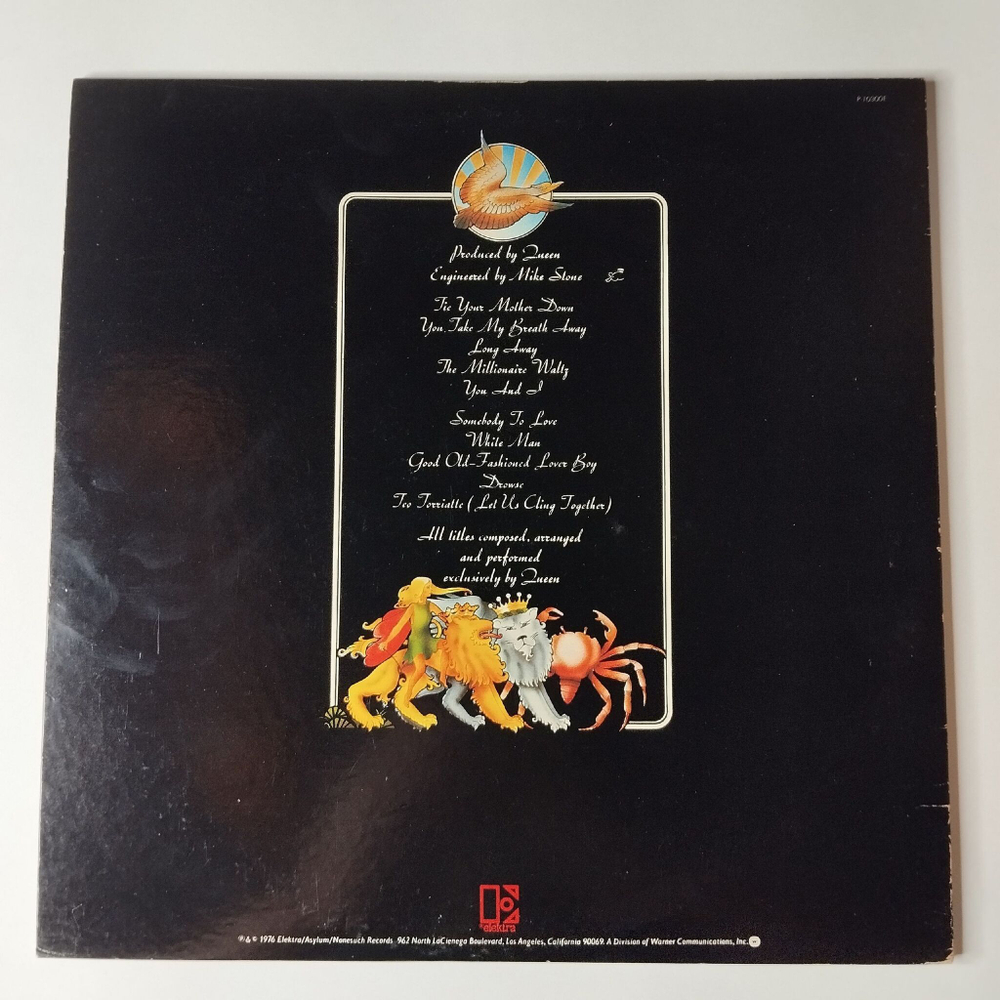 Produced by Queen
Engineered by Mike Stone
Tie Your Mother Down
You Take My Breath Away
Long Away
The Millionaire Waltz
You And I
Somebody To Love
White Man
Good Old-Fashioned Lover Boy
Drowse
Teo Torriatte ( Let Us Cling Together )
All titles composed, arranged
and performed
exclusively by Queen
elektra
℗ & © 1976 Elektra/Asylum/Nonesuch Records 962 North LaCienega Boulevard, Los Angeles, California 90069. A Division of Warner Communications, Inc.